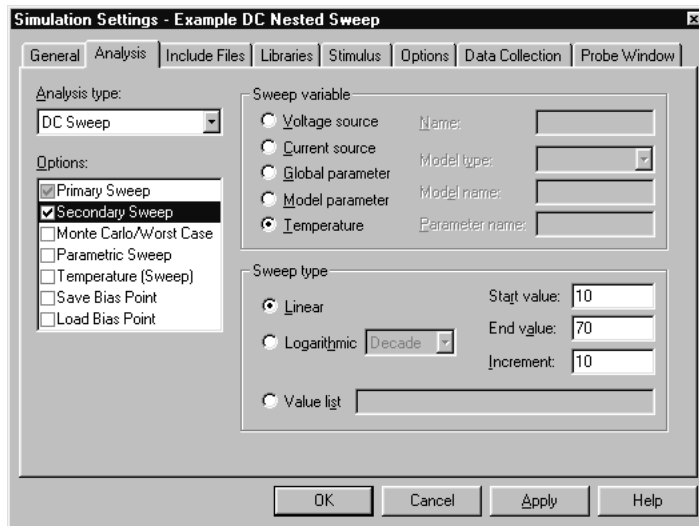 Simulation Settings - Example DC Nested Sweep
General Analysis Include Files Libraries Stimulus Options Data Collection Probe Window
Analysis type:
DC Sweep
Options:
Primary Sweep
Secondary Sweep
Monte Carlo/Worst Case
Parametric Sweep
Temperature (Sweep)
Save Bias Point
Load Bias Point
Sweep variable
Voltage source
Current source
Global parameter
Model parameter
Temperature
Name:
Model type:
Model name:
Parameter name:
Sweep type
Linear
Logarithmic Decade
Value list
Start value: 10
End value: 70
Increment: 10
OK Cancel Apply Help